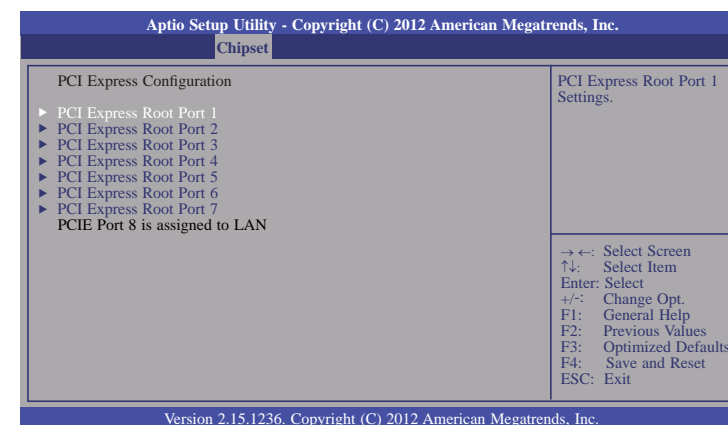 Aptio Setup Utility - Copyright (C) 2012 American Megatrends, Inc.
Chipset
PCI Express Configuration
► PCI Express Root Port 1
► PCI Express Root Port 2
► PCI Express Root Port 3
► PCI Express Root Port 4
► PCI Express Root Port 5
► PCI Express Root Port 6
► PCI Express Root Port 7
PCIE Port 8 is assigned to LAN
PCI Express Root Port 1
Settings.
→←: Select Screen
↑↓: Select Item
Enter: Select
+/-: Change Opt.
F1: General Help
F2: Previous Values
F3: Optimized Defaults
F4: Save and Reset
ESC: Exit
Version 2.15.1236. Copyright (C) 2012 American Megatrends, Inc.